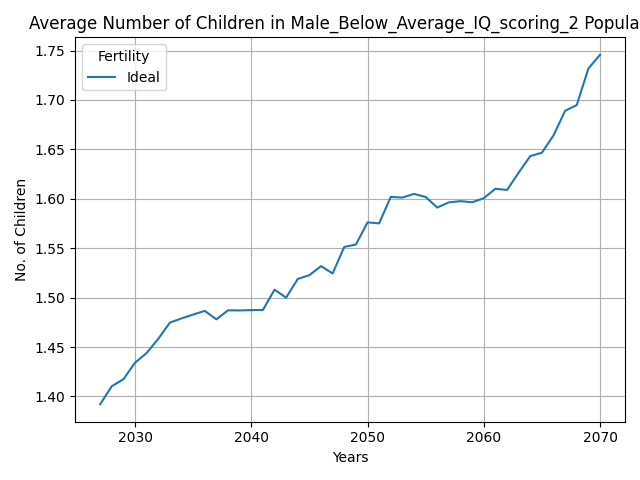 Average Number of Children in Male_Below_Average_IQ_scoring_2 Popula
Fertility
Ideal
1.75
1.70
1.65
1.60
1.55
1.50
1.45
1.40
No. of Children
2030 2040 2050 2060 2070
Years